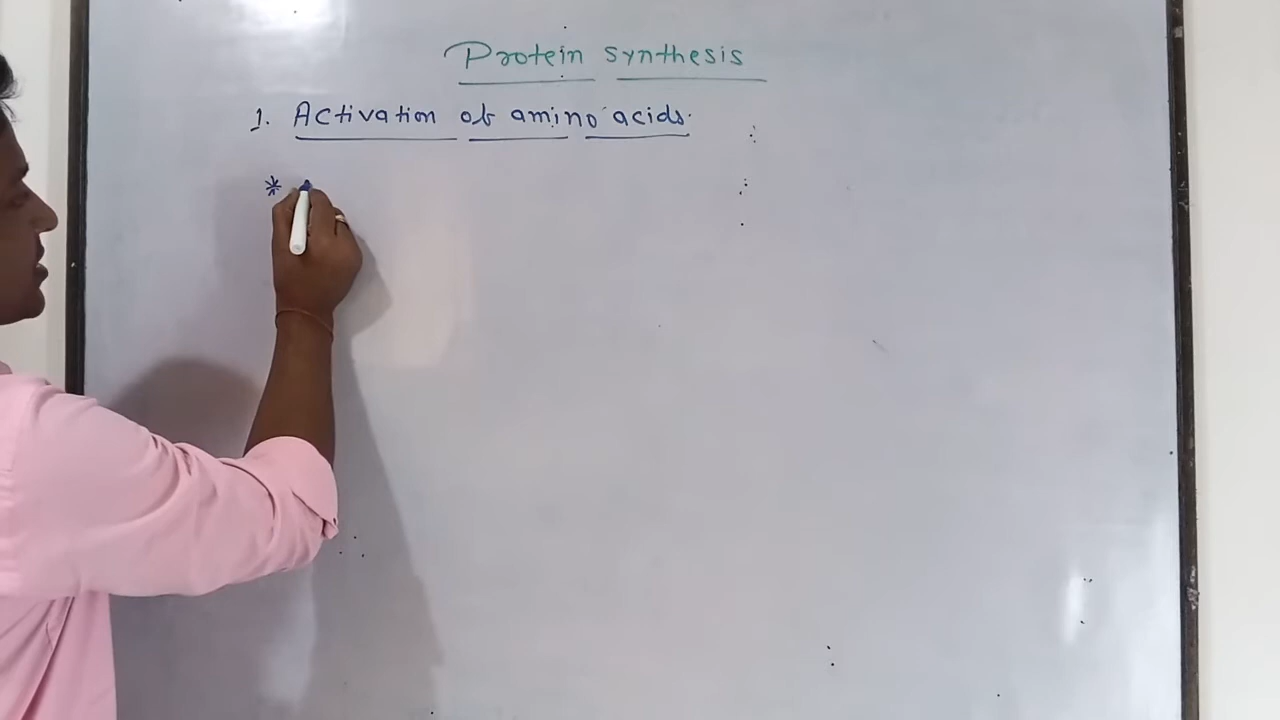 Protein synthesis
1. Activation of amino acids.
*